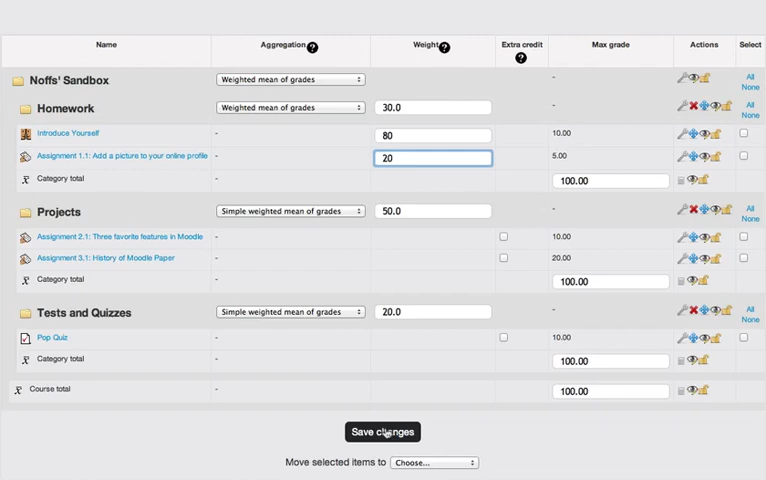 Name Aggregation Weight Extra credit Max grade Actions Select
Noffs' Sandbox Weighted mean of grades - All
None
Homework Weighted mean of grades 30.0 - All
None
Introduce Yourself - 80 10.00
Assignment 1.1: Add a picture to your online profile - 20 5.00
x̄ Category total - 100.00
Projects Simple weighted mean of grades 50.0 - All
None
Assignment 2.1: Three favorite features in Moodle - 10.00
Assignment 3.1: History of Moodle Paper - 20.00
x̄ Category total - 100.00
Tests and Quizzes Simple weighted mean of grades 20.0 - All
None
Pop Quiz - 10.00
x̄ Category total - 100.00
x̄ Course total - 100.00
Save changes
Move selected items to Choose...